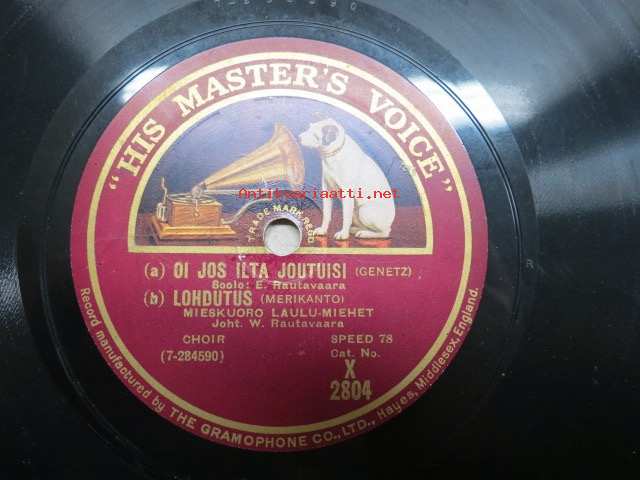 "HIS MASTER'S VOICE"
Antikvariaatti.net
TRADE MARK REGD
(a) OI JOS ILTA JOUTUISI (GENETZ)
Soolo: E. Rautavaara
(b) LOHDUTUS (MERIKANTO)
MIESKUORO LAULU-MIEHET
Joht. W. Rautavaara
CHOIR SPEED 78
(7-284590) Cat. No.
X
2804
Record manufactured by THE GRAMOPHONE CO., LTD., Hayes, Middlesex, England.